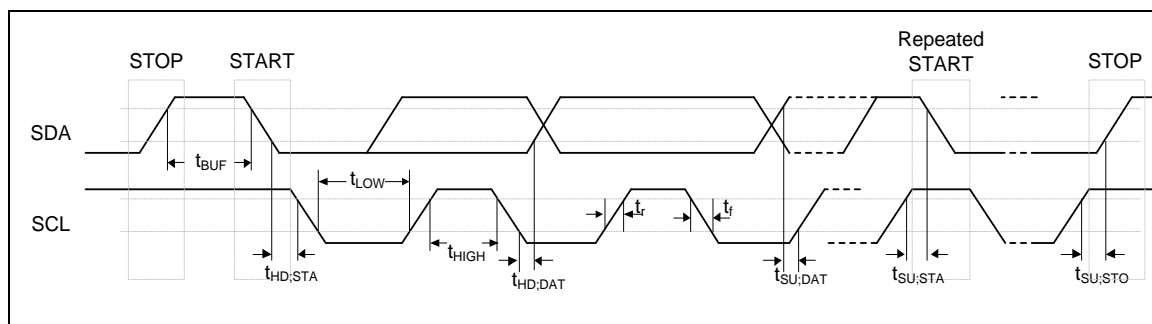 STOP
START
Repeated
START
STOP
SDA
tBUF
tLOW
SCL
tr
tf
tHIGH
tHD;STA
tHD;DAT
tSU;DAT
tSU;STA
tSU;STO